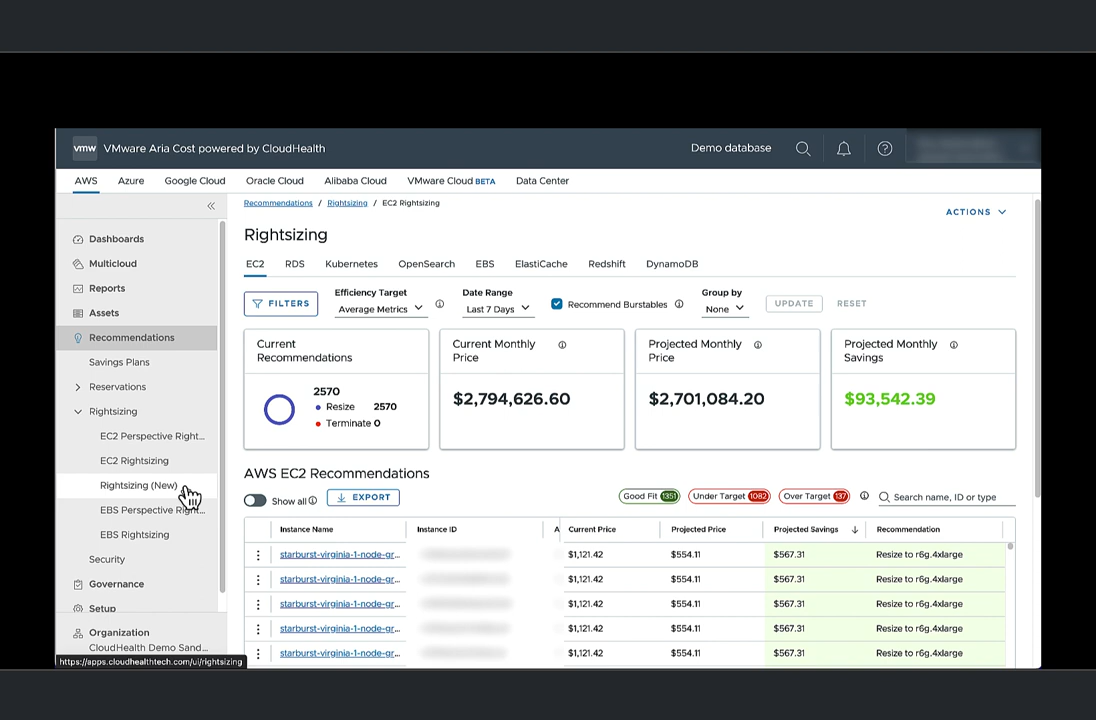 vmw VMware Aria Cost powered by CloudHealth Demo database
AWS Azure Google Cloud Oracle Cloud Alibaba Cloud VMware Cloud BETA Data Center
Recommendations / Rightsizing / EC2 Rightsizing
ACTIONS
Rightsizing
Dashboards
Multicloud
Reports
Assets
Recommendations
Savings Plans
Reservations
Rightsizing
EC2 Perspective Right...
EC2 Rightsizing
Rightsizing (New)
EBS Perspective Right...
EBS Rightsizing
Security
Governance
Setup
Organization
CloudHealth Demo Sand...
https://apps.cloudhealthtech.com/ui/rightsizing
EC2 RDS Kubernetes OpenSearch EBS ElastiCache Redshift DynamoDB
FILTERS
Efficiency Target
Average Metrics
Date Range
Last 7 Days
Recommend Burstables
Group by
None
UPDATE RESET
Current
Recommendations
2570
Resize 2570
Terminate 0
Current Monthly
Price
$2,794,626.60
Projected Monthly
Price
$2,701,084.20
Projected Monthly
Savings
$93,542.39
AWS EC2 Recommendations
Show all EXPORT
Good Fit 1351 Under Target 1082 Over Target 137 Search name, ID or type
Instance Name Instance ID A Current Price Projected Price Projected Savings Recommendation
starburst-virginia-1-node-gr... $1,121.42 $554.11 $567.31 Resize to r6g.4xlarge
starburst-virginia-1-node-gr... $1,121.42 $554.11 $567.31 Resize to r6g.4xlarge
starburst-virginia-1-node-gr... $1,121.42 $554.11 $567.31 Resize to r6g.4xlarge
starburst-virginia-1-node-gr... $1,121.42 $554.11 $567.31 Resize to r6g.4xlarge
starburst-virginia-1-node-gr... $1,121.42 $554.11 $567.31 Resize to r6g.4xlarge